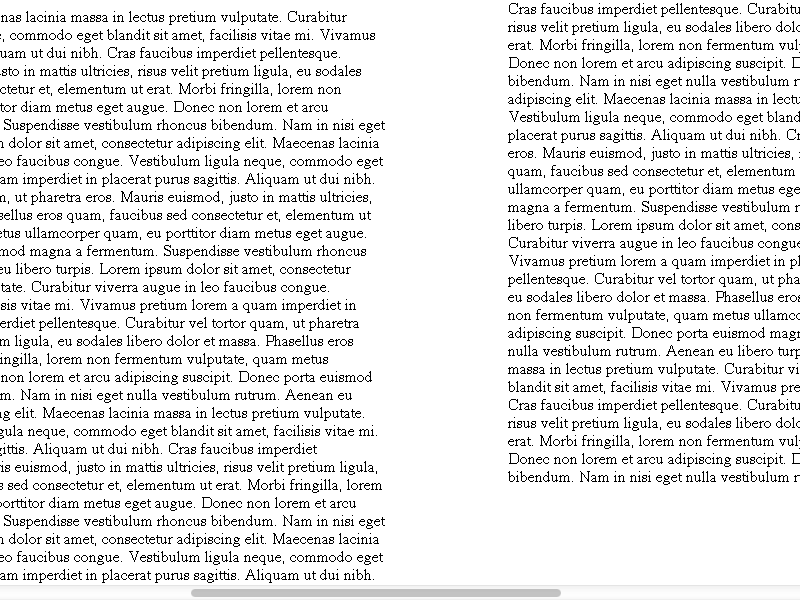 nas lacinia massa in lectus pretium vulputate. Curabitur
, commodo eget blandit sit amet, facilisis vitae mi. Vivamus
uam ut dui nibh. Cras faucibus imperdiet pellentesque.
usto in mattis ultricies, risus velit pretium ligula, eu sodales
ctetur et, elementum ut erat. Morbi fringilla, lorem non
tor diam metus eget augue. Donec non lorem et arcu
Suspendisse vestibulum rhoncus bibendum. Nam in nisi eget
dolor sit amet, consectetur adipiscing elit. Maecenas lacinia
eo faucibus congue. Vestibulum ligula neque, commodo eget
am imperdiet in placerat purus sagittis. Aliquam ut dui nibh.
n, ut pharetra eros. Mauris euismod, justo in mattis ultricies,
sellus eros quam, faucibus sed consectetur et, elementum ut
etus ullamcorper quam, eu porttitor diam metus eget augue.
mod magna a fermentum. Suspendisse vestibulum rhoncus
eu libero turpis. Lorem ipsum dolor sit amet, consectetur
tate. Curabitur viverra augue in leo faucibus congue.
sis vitae mi. Vivamus pretium lorem a quam imperdiet in
erdiet pellentesque. Curabitur vel tortor quam, ut pharetra
m ligula, eu sodales libero dolor et massa. Phasellus eros
ingilla, lorem non fermentum vulputate, quam metus
non lorem et arcu adipiscing suscipit. Donec porta euismod
m. Nam in nisi eget nulla vestibulum rutrum. Aenean eu
ng elit. Maecenas lacinia massa in lectus pretium vulputate.
gula neque, commodo eget blandit sit amet, facilisis vitae mi.
gittis. Aliquam ut dui nibh. Cras faucibus imperdiet
is euismod, justo in mattis ultricies, risus velit pretium ligula,
s sed consectetur et, elementum ut erat. Morbi fringilla, lorem
porttitor diam metus eget augue. Donec non lorem et arcu
Suspendisse vestibulum rhoncus bibendum. Nam in nisi eget
dolor sit amet, consectetur adipiscing elit. Maecenas lacinia
eo faucibus congue. Vestibulum ligula neque, commodo eget
am imperdiet in placerat purus sagittis. Aliquam ut dui nibh.
Cras faucibus imperdiet pellentesque. Curabitu
risus velit pretium ligula, eu sodales libero dolo
erat. Morbi fringilla, lorem non fermentum vulp
Donec non lorem et arcu adipiscing suscipit. D
bibendum. Nam in nisi eget nulla vestibulum r
adipiscing elit. Maecenas lacinia massa in lectu
Vestibulum ligula neque, commodo eget bland
placerat purus sagittis. Aliquam ut dui nibh. Cr
eros. Mauris euismod, justo in mattis ultricies,
quam, faucibus sed consectetur et, elementum
ullamcorper quam, eu porttitor diam metus ege
magna a fermentum. Suspendisse vestibulum r
libero turpis. Lorem ipsum dolor sit amet, cons
Curabitur viverra augue in leo faucibus congue
Vivamus pretium lorem a quam imperdiet in pl
pellentesque. Curabitur vel tortor quam, ut pha
eu sodales libero dolor et massa. Phasellus eros
non fermentum vulputate, quam metus ullamco
adipiscing suscipit. Donec porta euismod magn
nulla vestibulum rutrum. Aenean eu libero turp
massa in lectus pretium vulputate. Curabitur vi
blandit sit amet, facilisis vitae mi. Vivamus pre
Cras faucibus imperdiet pellentesque. Curabitu
risus velit pretium ligula, eu sodales libero dolo
erat. Morbi fringilla, lorem non fermentum vulp
Donec non lorem et arcu adipiscing suscipit. D
bibendum. Nam in nisi eget nulla vestibulum r